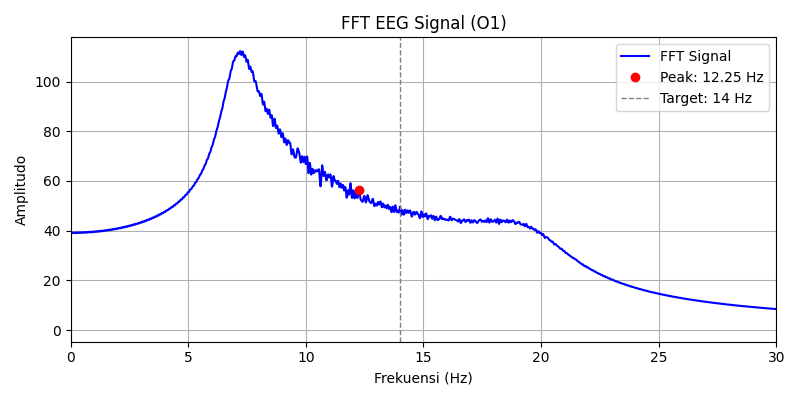 FFT EEG Signal (O1)
FFT Signal
Peak: 12.25 Hz
Target: 14 Hz
Amplitudo
100
80
60
40
20
0
0 5 10 15 20 25 30
Frekuensi (Hz)